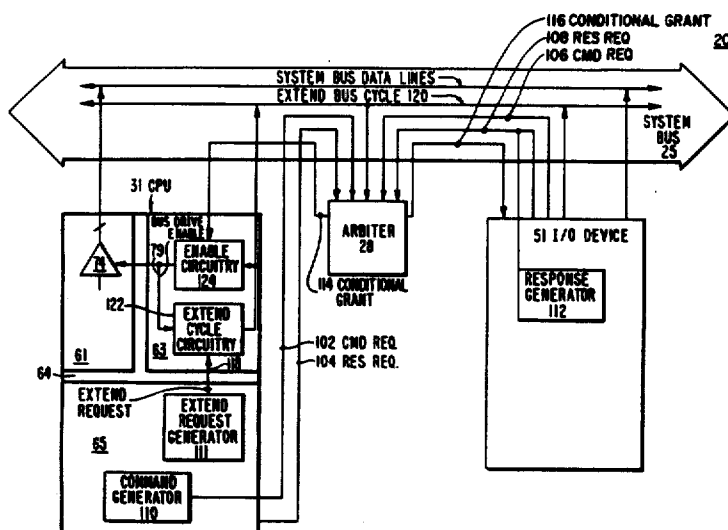 116 CONDITIONAL GRANT
108 RES REQ
106 CMD REQ
20
SYSTEM BUS DATA LINES
EXTEND BUS CYCLE 120
SYSTEM BUS
25
31 CPU
BUS DRIVE
ENABLE
79
74
ENABLE
CIRCUITRY
124
122
EXTEND
CYCLE
CIRCUITRY
61
63
118
64
EXTEND
REQUEST
EXTEND
REQUEST
GENERATOR
111
65
COMMAND
GENERATOR
110
ARBITER
28
114 CONDITIONAL
GRANT
102 CMD REQ
104 RES REQ.
51 I/O DEVICE
RESPONSE
GENERATOR
112